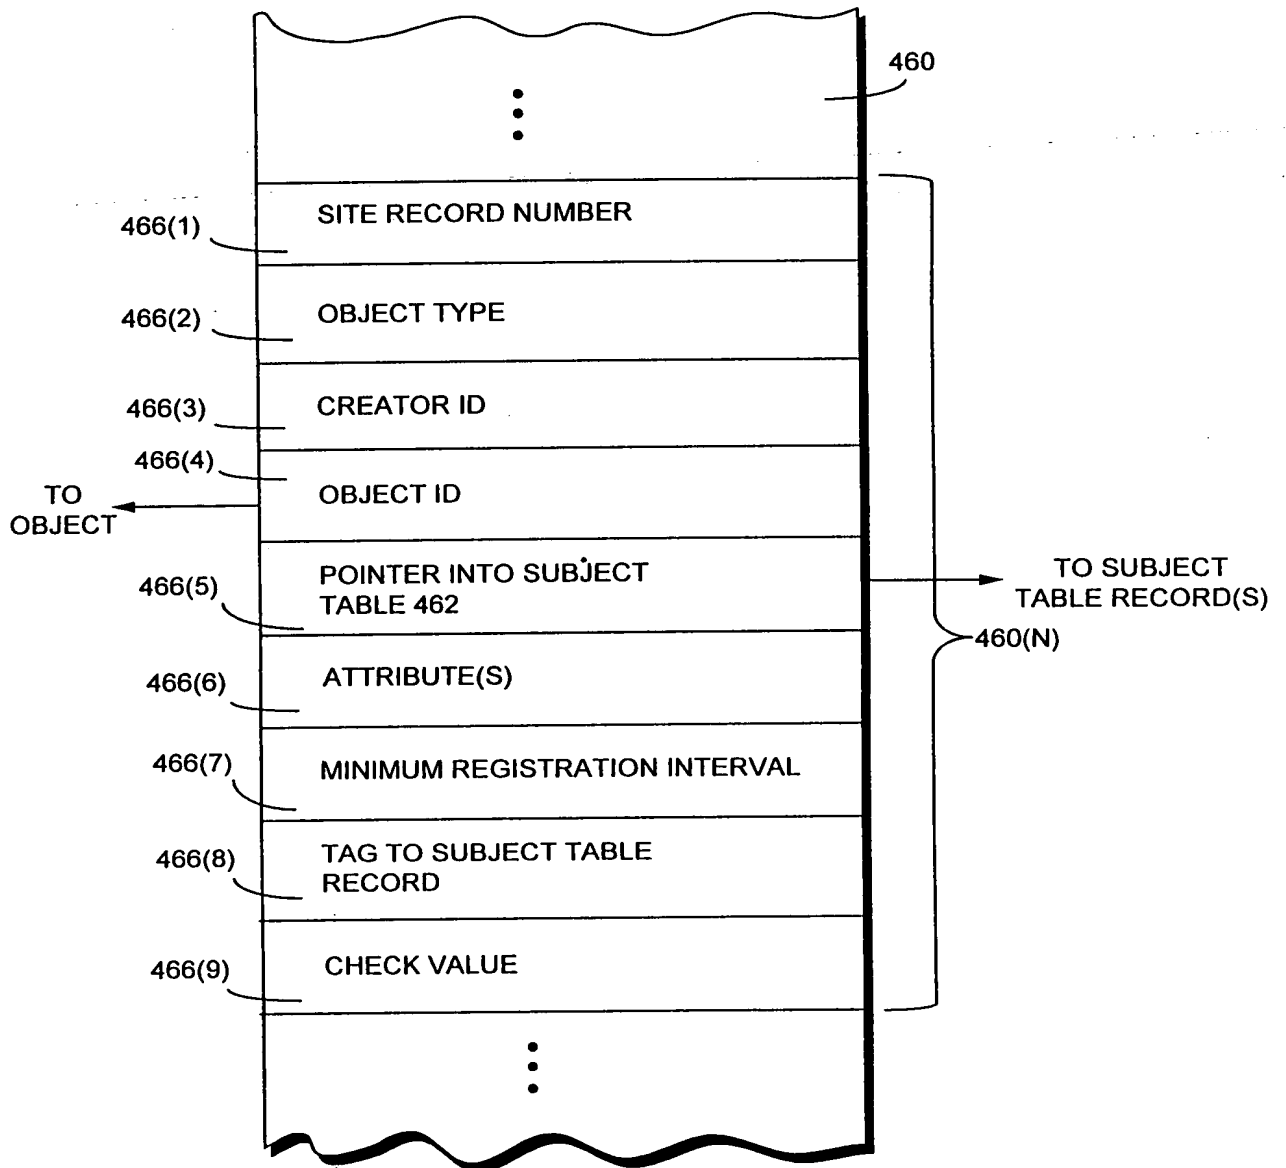 460
466(1)
SITE RECORD NUMBER
466(2)
OBJECT TYPE
466(3)
CREATOR ID
466(4)
OBJECT ID
TO
OBJECT
466(5)
POINTER INTO SUBJECT
TABLE 462
TO SUBJECT
TABLE RECORD(S)
460(N)
466(6)
ATTRIBUTE(S)
466(7)
MINIMUM REGISTRATION INTERVAL
466(8)
TAG TO SUBJECT TABLE
RECORD
466(9)
CHECK VALUE